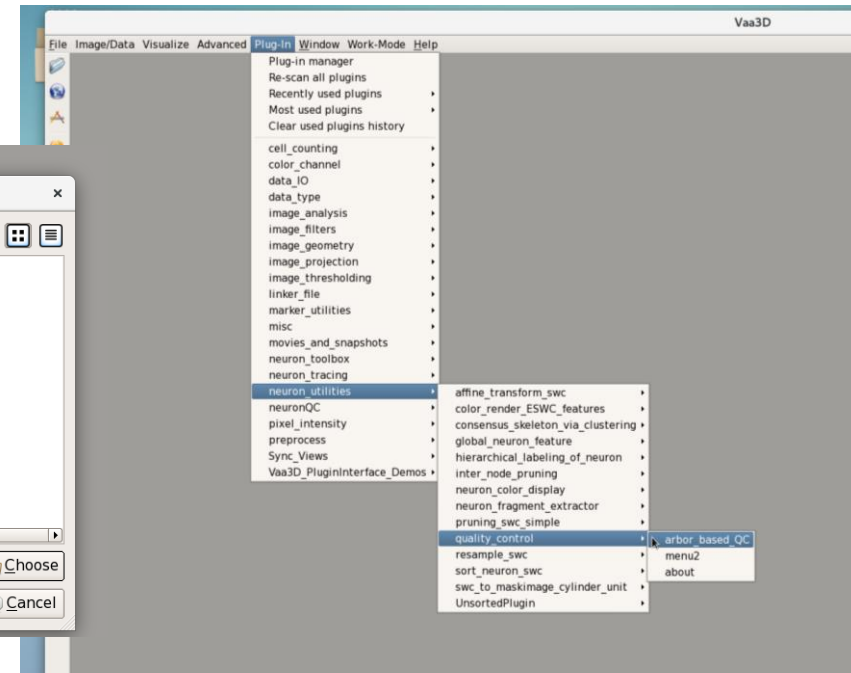 Vaa3D
File Image/Data Visualize Advanced Plug-In Window Work-Mode Help
Plug-in manager
Re-scan all plugins
Recently used plugins
Most used plugins
Clear used plugins history
cell_counting
color_channel
data_IO
data_type
image_analysis
image_filters
image_geometry
image_projection
image_thresholding
linker_file
marker_utilities
misc
movies_and_snapshots
neuron_toolbox
neuron_tracing
neuron_utilities
neuronQC
pixel_intensity
preprocess
Sync_Views
Vaa3D_PluginInterface_Demos
affine_transform_swc
color_render_ESWC_features
consensus_skeleton_via_clustering
global_neuron_feature
hierarchical_labeling_of_neuron
inter_node_pruning
neuron_color_display
neuron_fragment_extractor
pruning_swc_simple
quality_control
resample_swc
sort_neuron_swc
swc_to_maskimage_cylinder_unit
UnsortedPlugin
arbor_based_QC
menu2
about
Choose
Cancel